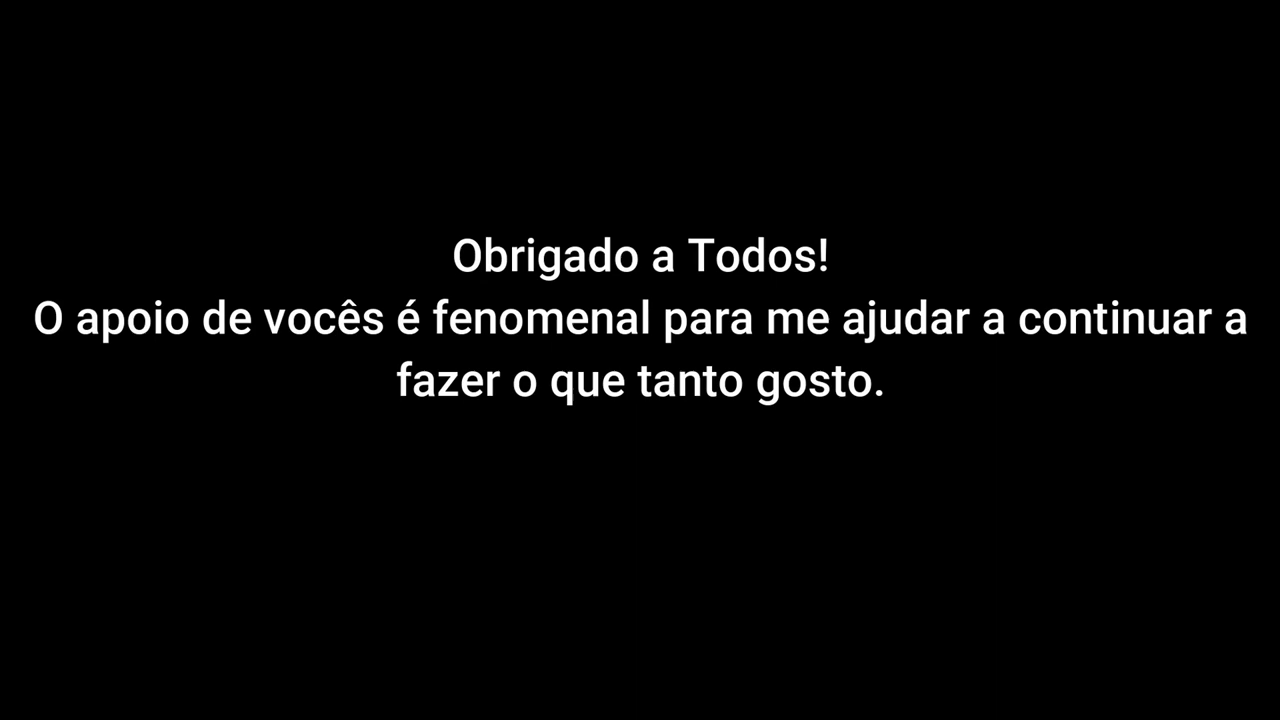 Obrigado a Todos!
O apoio de vocês é fenomenal para me ajudar a continuar a
fazer o que tanto gosto.